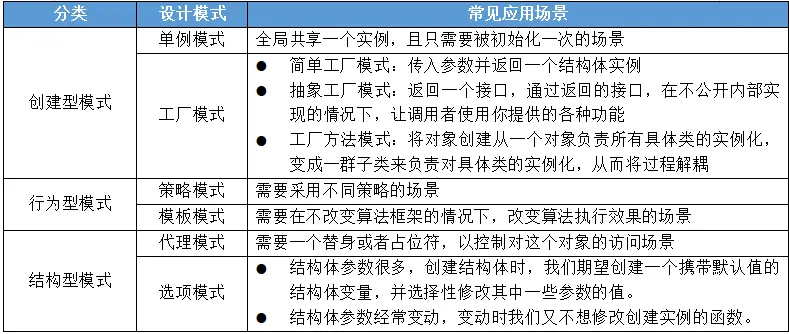 分类 设计模式 常见应用场景
创建型模式 单例模式 全局共享一个实例，且只需要被初始化一次的场景
工厂模式
● 简单工厂模式：传入参数并返回一个结构体实例
● 抽象工厂模式：返回一个接口，通过返回的接口，在不公开内部实
现的情况下，让调用者使用你提供的各种功能
● 工厂方法模式：将对象创建从一个对象负责所有具体类的实例化，
变成一群子类来负责对具体类的实例化，从而将过程解耦
行为型模式 策略模式 需要采用不同策略的场景
模板模式 需要在不改变算法框架的情况下，改变算法执行效果的场景
结构型模式 代理模式 需要一个替身或者占位符，以控制对这个对象的访问场景
选项模式
● 结构体参数很多，创建结构体时，我们期望创建一个携带默认值的
结构体变量，并选择性修改其中一些参数的值。
● 结构体参数经常变动，变动时我们又不想修改创建实例的函数。